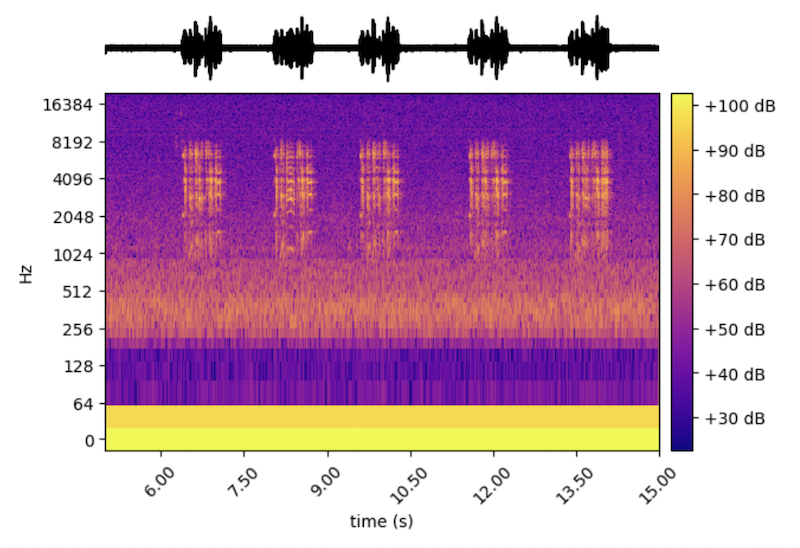 16384
8192
4096
2048
1024
512
256
128
64
0
Hz
6.00
7.50
9.00
10.50
12.00
13.50
15.00
time (s)
+100 dB
+90 dB
+80 dB
+70 dB
+60 dB
+50 dB
+40 dB
+30 dB